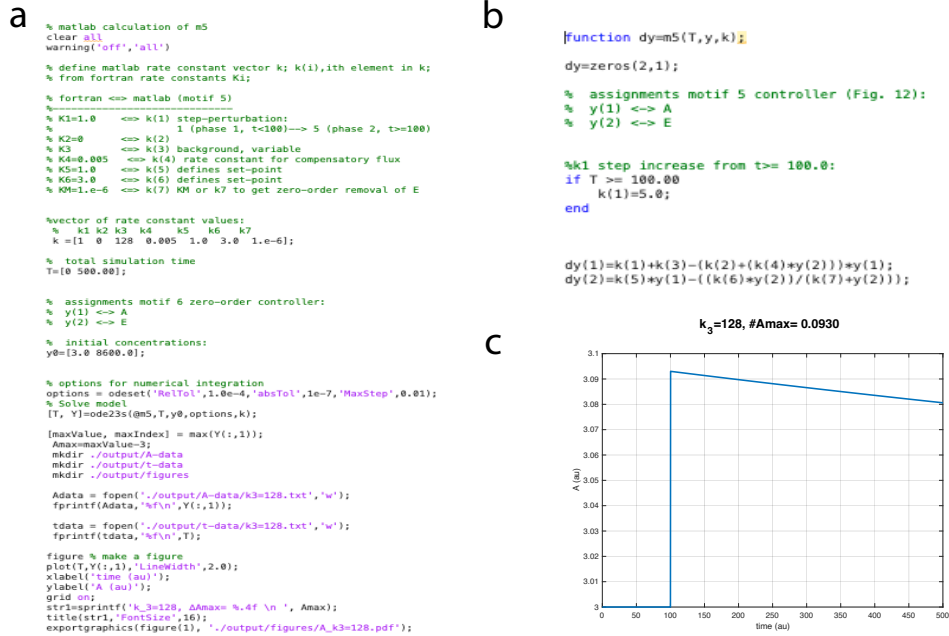 a
% matlab calculation of m5
clear all
warning('off','all')
% define matlab rate constant vector k; k(i),ith element in k;
% from fortran rate constants Ki;
% fortran <=> matlab (motif 5)
%------------------------------
% K1=1.0 <=> k(1) step-perturbation:
% 1 (phase 1, t<100)--> 5 (phase 2, t>=100)
% K2=0 <=> k(2)
% K3 <=> k(3) background, variable
% K4=0.005 <=> k(4) rate constant for compensatory flux
% K5=1.0 <=> k(5) defines set-point
% K6=3.0 <=> k(6) defines set-point
% KM=1.e-6 <=> k(7) KM or k7 to get zero-order removal of E
%vector of rate constant values:
% k1 k2 k3 k4 k5 k6 k7
k =[1 0 128 0.005 1.0 3.0 1.e-6];
% total simulation time
T=[0 500.00];
% assignments motif 6 zero-order controller:
% y(1) <-> A
% y(2) <-> E
% initial concentrations:
y0=[3.0 8600.0];
% options for numerical integration
options = odeset('RelTol',1.0e-4,'absTol',1e-7,'MaxStep',0.01);
% Solve model
[T, Y]=ode23s(@m5,T,y0,options,k);
[maxValue, maxIndex] = max(Y(:,1));
Amax=maxValue-3;
mkdir ./output/A-data
mkdir ./output/t-data
mkdir ./output/figures
Adata = fopen('./output/A-data/k3=128.txt','w');
fprintf(Adata,'%f\n',Y(:,1));
tdata = fopen('./output/t-data/k3=128.txt','w');
fprintf(tdata,'%f\n',T);
figure % make a figure
plot(T,Y(:,1),'LineWidth',2.0);
xlabel('time (au)');
ylabel('A (au)');
grid on;
str1=sprintf('k_3=128, ΔAmax= %.4f \n ', Amax);
title(str1,'FontSize',16);
exportgraphics(figure(1), './output/figures/A_k3=128.pdf');
b
function dy=m5(T,y,k);
dy=zeros(2,1);
% assignments motif 5 controller (Fig. 12):
% y(1) <-> A
% y(2) <-> E
%k1 step increase from t>= 100.0:
if T >= 100.00
k(1)=5.0;
end
dy(1)=k(1)+k(3)-(k(2)+(k(4)*y(2)))*y(1);
dy(2)=k(5)*y(1)-((k(6)*y(2))/(k(7)+y(2)));
c
k3=128, #Amax= 0.0930
3.1
3.09
3.08
3.07
3.06
3.05
3.04
3.03
3.02
3.01
3
A (au)
0 50 100 150 200 250 300 350 400 450 500
time (au)